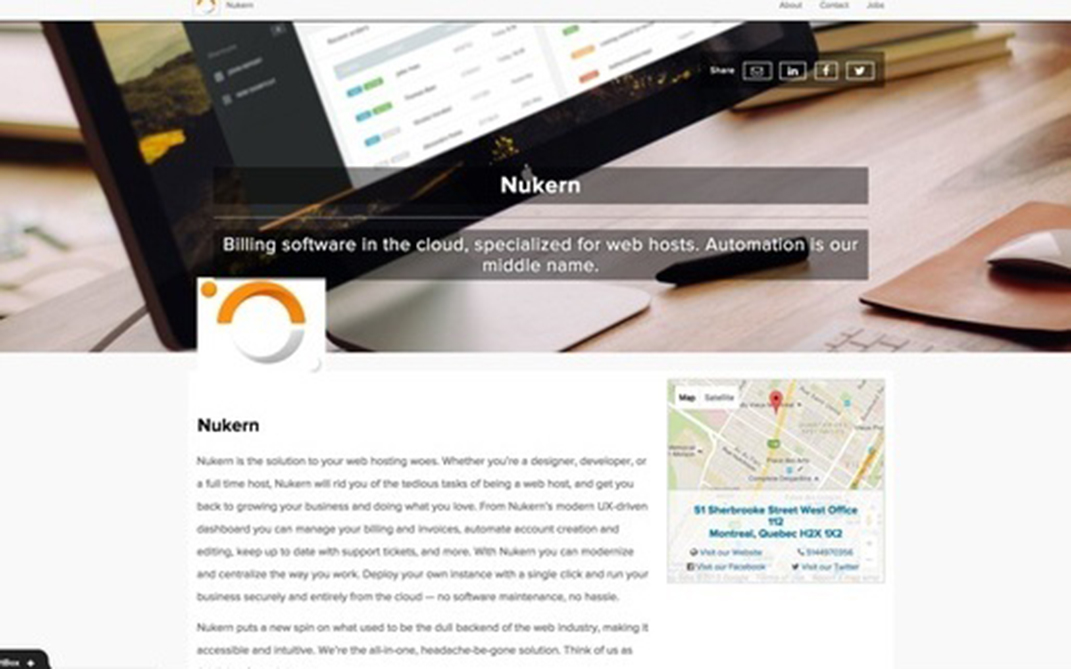 Nukern
About Contact Jobs
Share
Nukern
Billing software in the cloud, specialized for web hosts. Automation is our
middle name.
Nukern
Nukern is the solution to your web hosting woes. Whether you're a designer, developer, or
a full time host, Nukern will rid you of the tedious tasks of being a web host, and get you
back to growing your business and doing what you love. From Nukern's modern UX-driven
dashboard you can manage your billing and invoices, automate account creation and
editing, keep up to date with support tickets, and more. With Nukern you can modernize
and centralize the way you work. Deploy your own instance with a single click and run your
business securely and entirely from the cloud — no software maintenance, no hassle.
Nukern puts a new spin on what used to be the dull backend of the web industry, making it
accessible and intuitive. We're the all-in-one, headache-be-gone solution. Think of us as
Map Satellite
51 Sherbrooke Street West Office
112
Montreal, Quebec H2X 1X2
Visit our Website 5144970356
Visit our Facebook Visit our Twitter